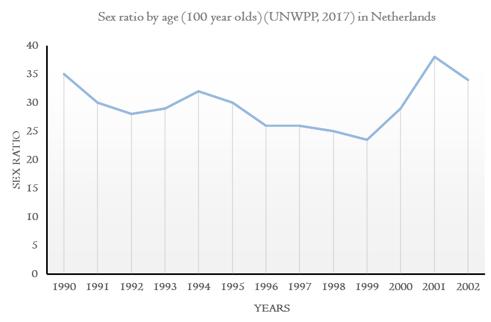 Sex ratio by age (100 year olds) (UNWPP, 2017) in Netherlands
40
35
30
25
20
15
10
5
0
SEX RATIO
1990 1991 1992 1993 1994 1995 1996 1997 1998 1999 2000 2001 2002
YEARS